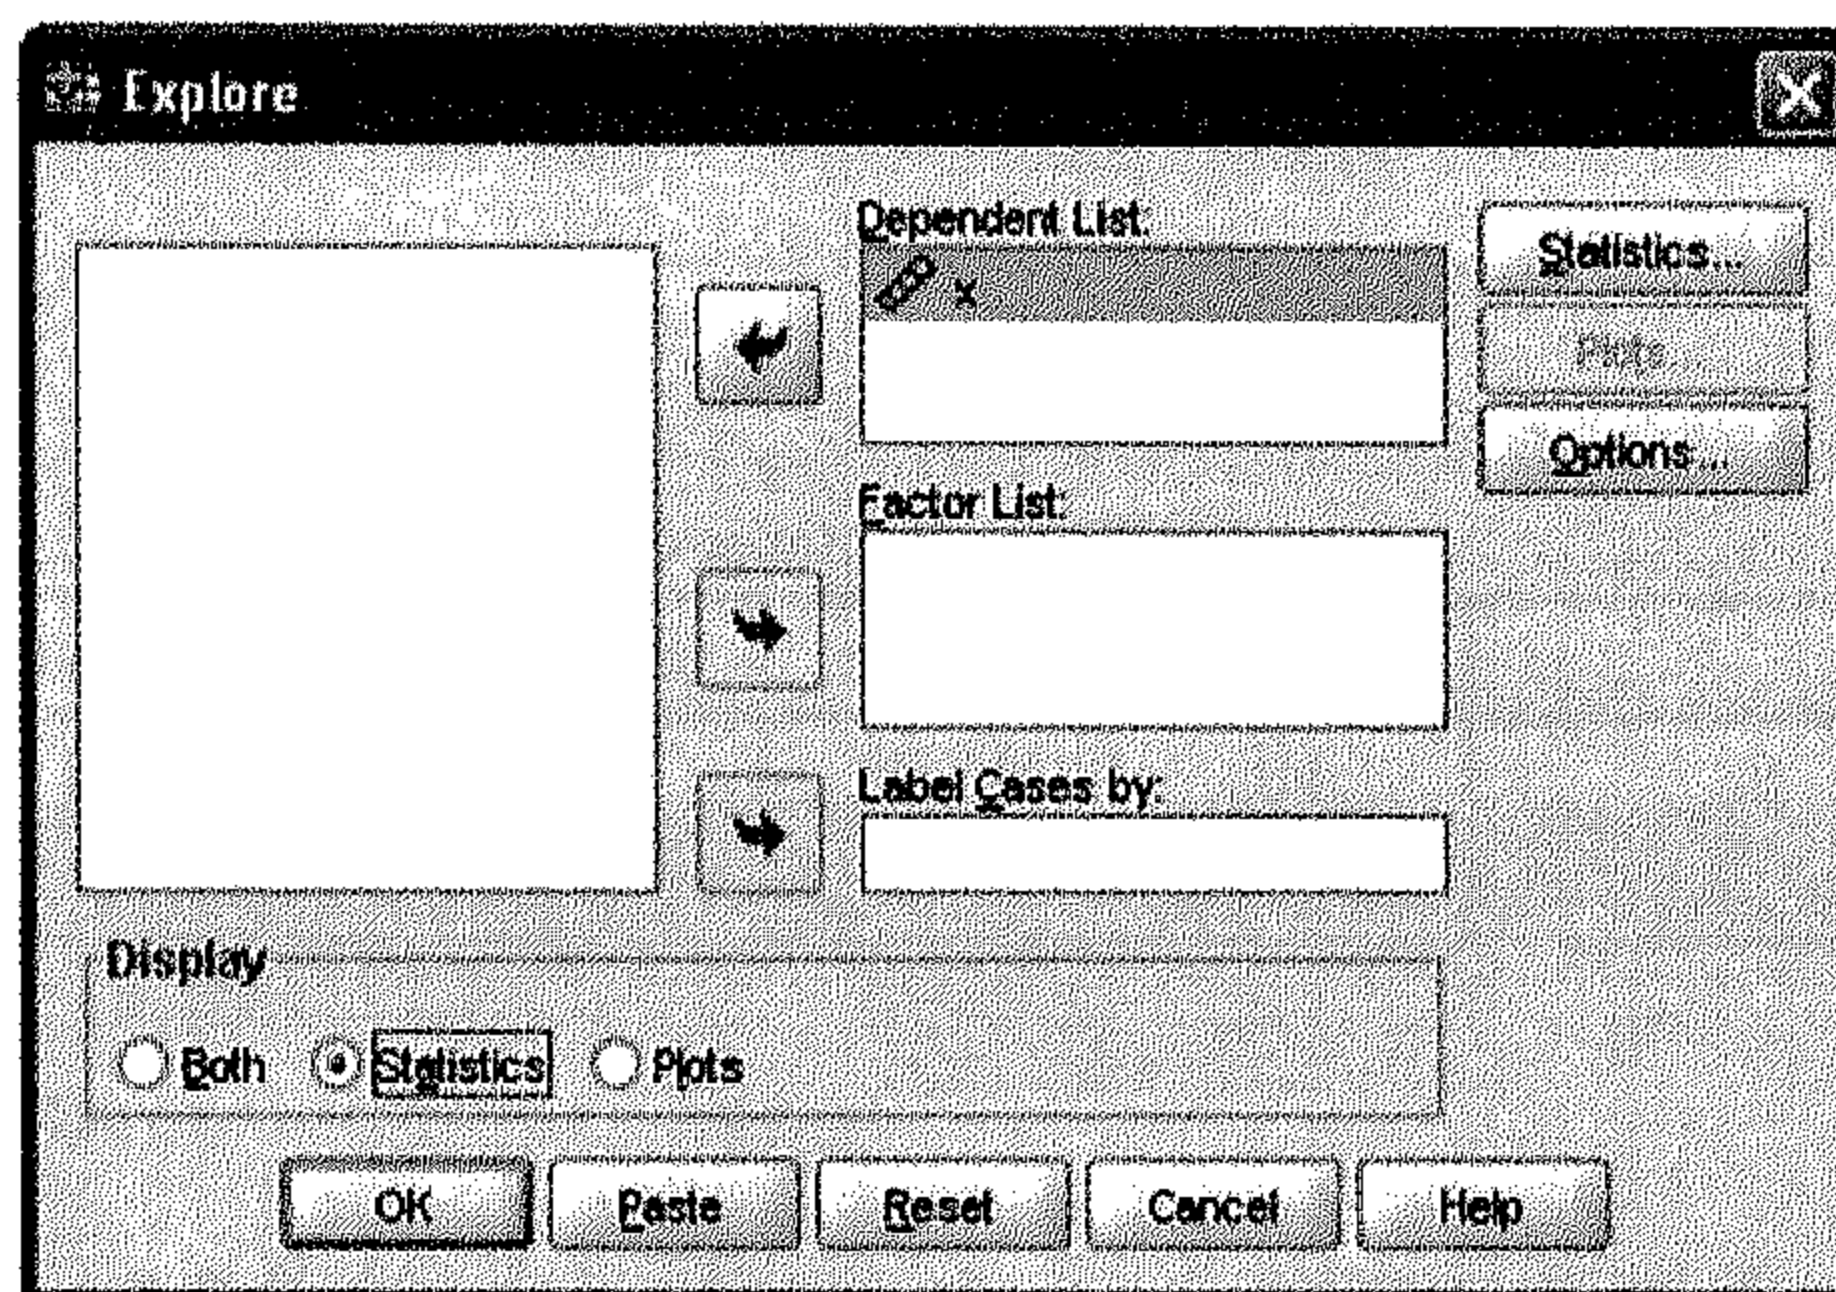 Explore
Dependent List:
x
Statistics...
Plots...
Options...
Factor List:
Label Cases by:
Display
Both Statistics Plots
OK Paste Reset Cancel Help